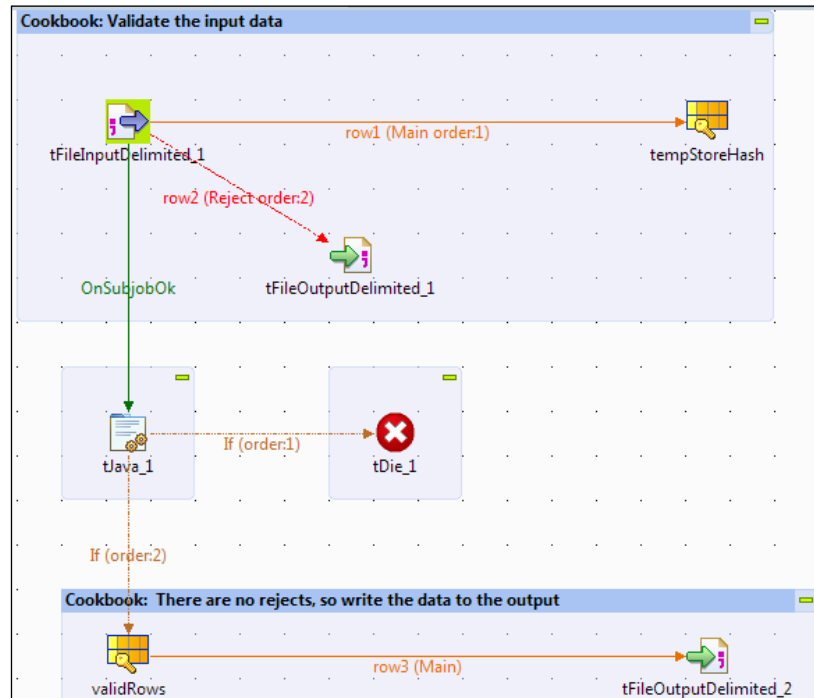 Cookbook: Validate the input data
row1 (Main order:1)
tFileInputDelimited_1
tempStoreHash
row2 (Reject order:2)
OnSubjobOk
tFileOutputDelimited_1
If (order:1)
tJava_1
tDie_1
If (order:2)
Cookbook: There are no rejects, so write the data to the output
row3 (Main)
validRows
tFileOutputDelimited_2